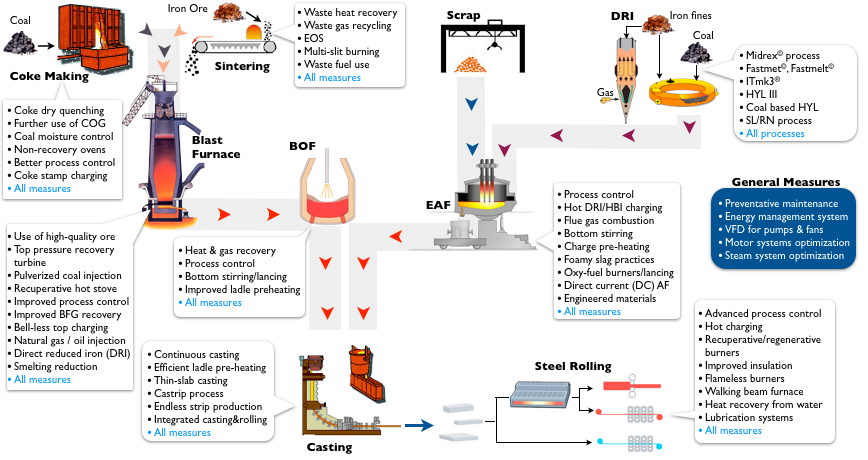 Coal
Iron Ore
Coke Making
Sintering
• Waste heat recovery
• Waste gas recycling
• EOS
• Multi-slit burning
• Waste fuel use
• All measures
Scrap
DRI
Iron fines
Coal
Gas
• Midrex© process
• Fastmet©, Fastmelt©
• ITmk3®
• HYL III
• Coal based HYL
• SL/RN process
• All processes
• Coke dry quenching
• Further use of COG
• Coal moisture control
• Non-recovery ovens
• Better process control
• Coke stamp charging
• All measures
Blast
Furnace
BOF
EAF
• Process control
• Hot DRI/HBI charging
• Flue gas combustion
• Bottom stirring
• Charge pre-heating
• Foamy slag practices
• Oxy-fuel burners/lancing
• Direct current (DC) AF
• Engineered materials
• All measures
General Measures
• Preventative maintenance
• Energy management system
• VFD for pumps & fans
• Motor systems optimization
• Steam system optimization
• Use of high-quality ore
• Top pressure recovery
turbine
• Pulverized coal injection
• Recuperative hot stove
• Improved process control
• Improved BFG recovery
• Bell-less top charging
• Natural gas / oil injection
• Direct reduced iron (DRI)
• Smelting reduction
• All measures
• Heat & gas recovery
• Process control
• Bottom stirring/lancing
• Improved ladle preheating
• All measures
• Continuous casting
• Efficient ladle pre-heating
• Thin-slab casting
• Castrip process
• Endless strip production
• Integrated casting&rolling
• All measures
Casting
Steel Rolling
• Advanced process control
• Hot charging
• Recuperative/regenerative
burners
• Improved insulation
• Flameless burners
• Walking beam furnace
• Heat recovery from water
• Lubrication systems
• All measures